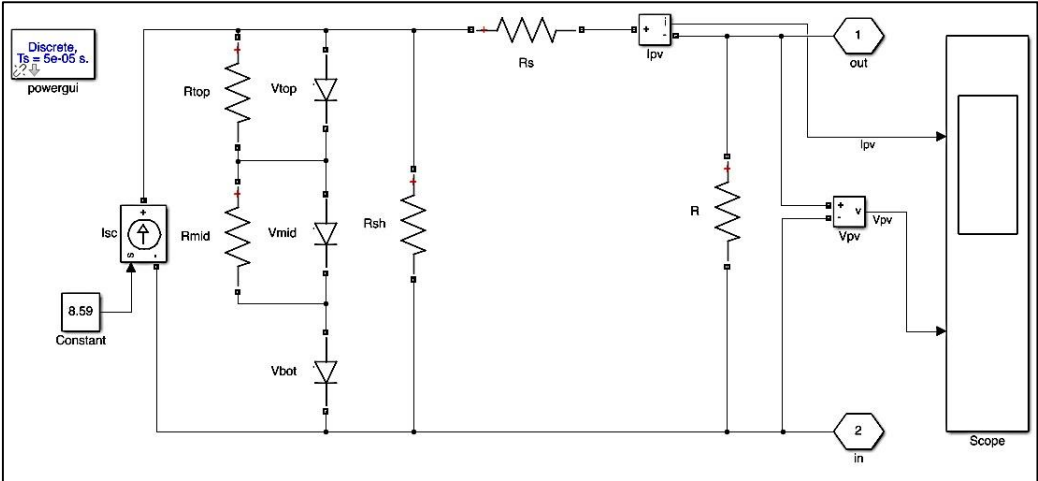 Discrete,
Ts = 5e-05 s.
powergui
Rtop
Vtop
Rs
i
+
-
Ipv
1
out
Ipv
+
-
v
Vpv
Vpv
Isc
+
s
-
Rmid
Vmid
Rsh
R
8.59
Constant
Vbot
2
in
Scope